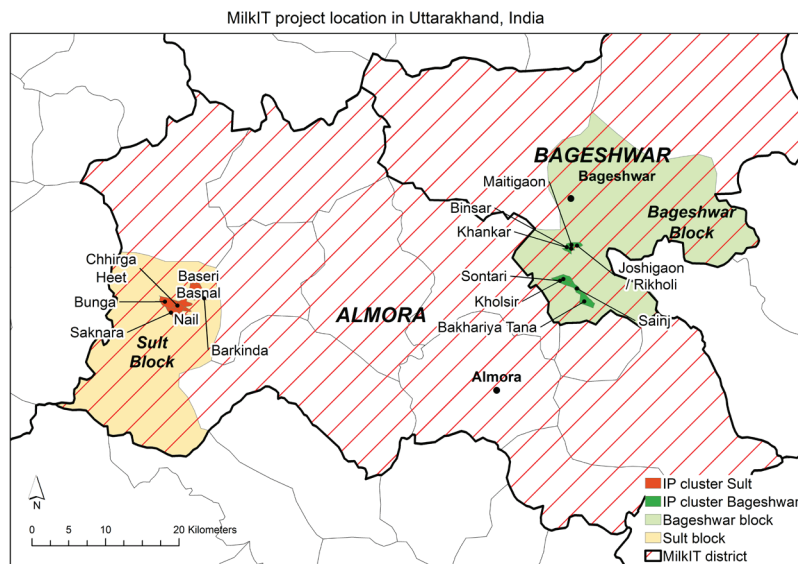 MilkIT project location in Uttarakhand, India
BAGESHWAR
Bageshwar
Maitigaon
Binsar
Khankar
Bageshwar
Block
Joshigaon
/'Rikholi
Sontari
Kholsir
Sainj
Bakhariya Tana
Chhirga
Heet
Baseri
Basnal
Bunga
Nail
Saknara
Sult
Block
Barkinda
ALMORA
Almora
N
0 5 10 20 Kilometers
IP cluster Sult
IP cluster Bageshwar
Bageshwar block
Sult block
MilkIT district